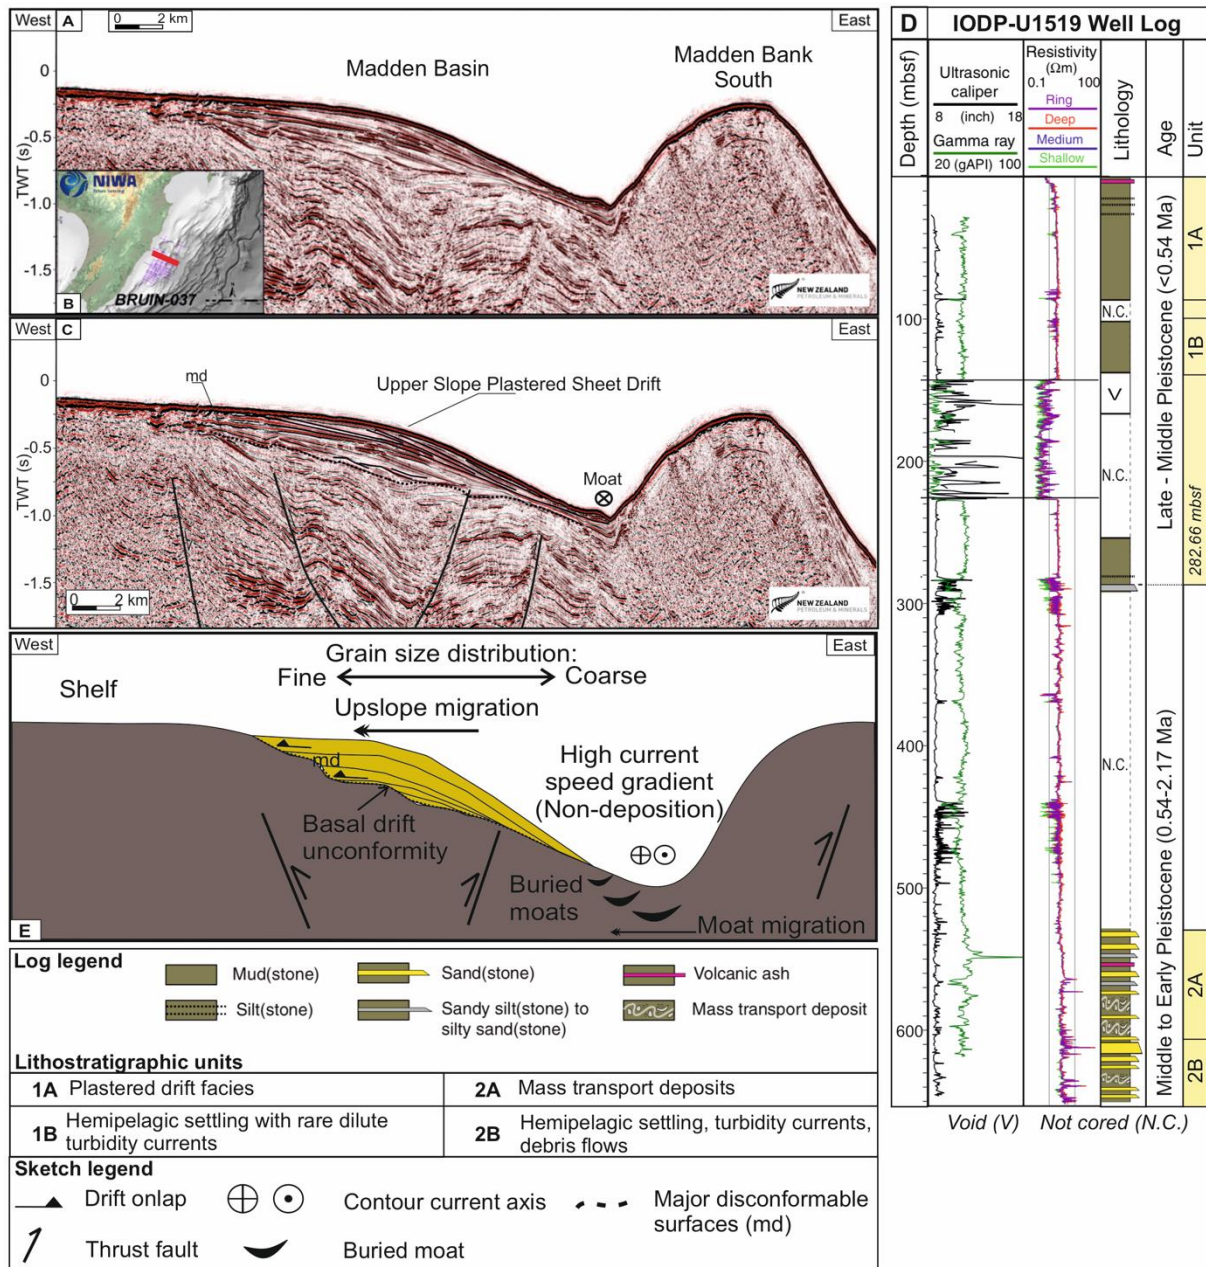 West
A
2 km
East
Madden Basin
Madden Bank
South
0
-0.5
-1.0
-1.5
TWT (s)
NIWA
BRUIN-037
B
NEW ZEALAND
PETROLEUM & MINERALS
West
C
East
0
-0.5
-1.0
-1.5
TWT (s)
md
Upper Slope Plastered Sheet Drift
Moat
0 2 km
NEW ZEALAND
PETROLEUM & MINERALS
West
East
Grain size distribution:
Fine
Coarse
Shelf
Upslope migration
md
High current
speed gradient
(Non-deposition)
Basal drift
unconformity
Buried
moats
Moat migration
E
Log legend
Mud(stone)
Sand(stone)
Volcanic ash
Silt(stone)
Sandy silt(stone) to
silty sand(stone)
Mass transport deposit
Lithostratigraphic units
1A Plastered drift facies
2A Mass transport deposits
1B Hemipelagic settling with rare dilute
turbidity currents
2B Hemipelagic settling, turbidity currents,
debris flows
Sketch legend
Drift onlap
Contour current axis
Major disconformable
surfaces (md)
Thrust fault
Buried moat
D
IODP-U1519 Well Log
Depth (mbsf)
Ultrasonic
caliper
8 (inch) 18
Gamma ray
20 (gAPI) 100
Resistivity
(Ωm)
0.1 100
Ring
Deep
Medium
Shallow
Lithology
Age
Unit
100
200
300
400
500
600
N.C.
V
N.C.
N.C.
Late - Middle Pleistocene (<0.54 Ma)
Middle to Early Pleistocene (0.54-2.17 Ma)
1A
1B
282.66 mbsf
2A
2B
Void (V)
Not cored (N.C.)